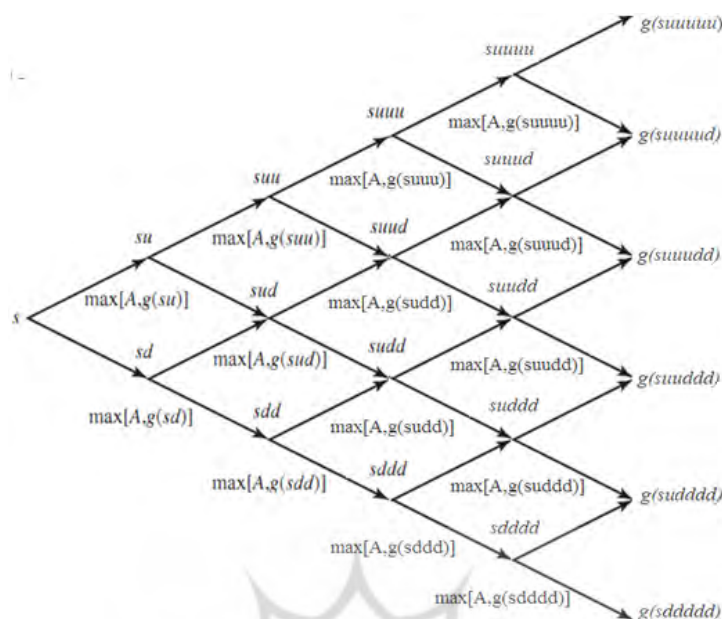 g(suuuuu)
suuuu
suuu
max[A,g(suuuu)]
g(suuuud)
suu
suuud
max[A,g(suuu)]
su
suud
max[A,g(suu)]
max[A,g(suuud)]
g(suuudd)
s
max[A,g(su)]
sud
max[A,g(sudd)]
suudd
sd
max[A,g(sud)]
sudd
max[A,g(suudd)]
g(suuddd)
max[A,g(sd)]
sdd
max[A,g(sudd)]
suddd
max[A,g(sdd)]
sddd
max[A,g(suddd)]
g(sudddd)
max[A,g(sddd)]
sdddd
max[A,g(sdddd)]
g(sddddd)